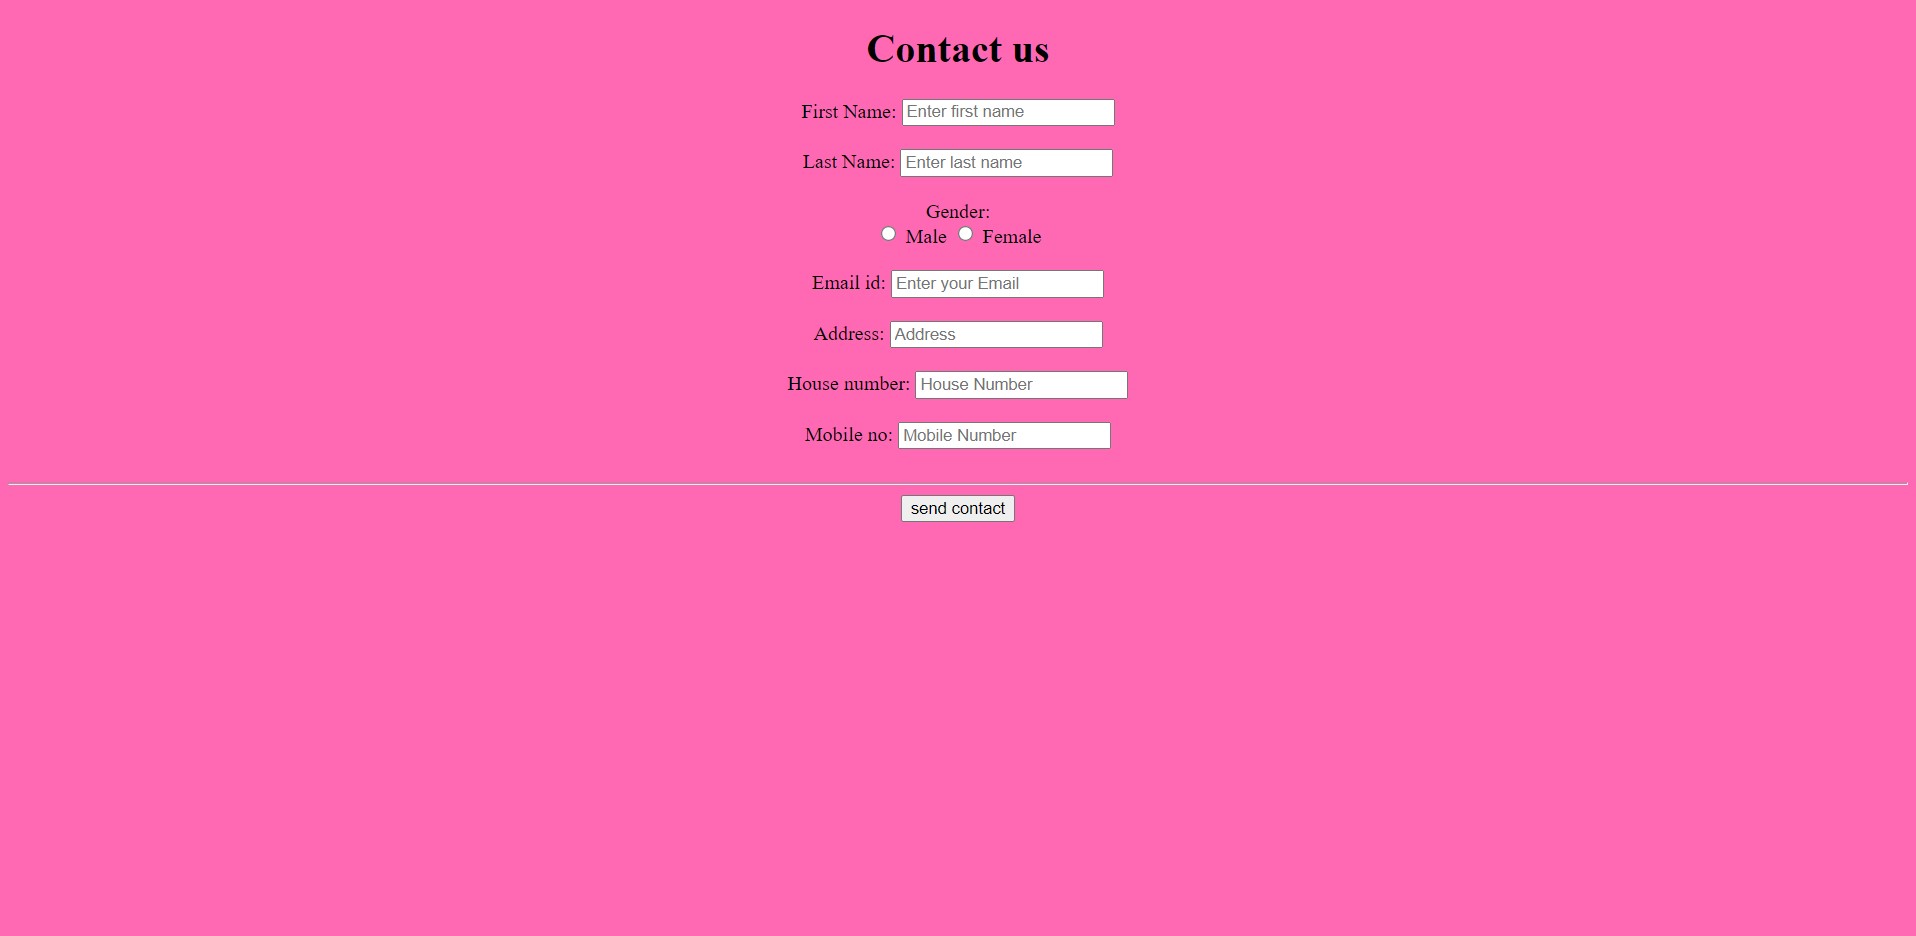 Contact us
First Name: Enter first name
Last Name: Enter last name
Gender:
Male Female
Email id: Enter your Email
Address: Address
House number: House Number
Mobile no: Mobile Number
send contact